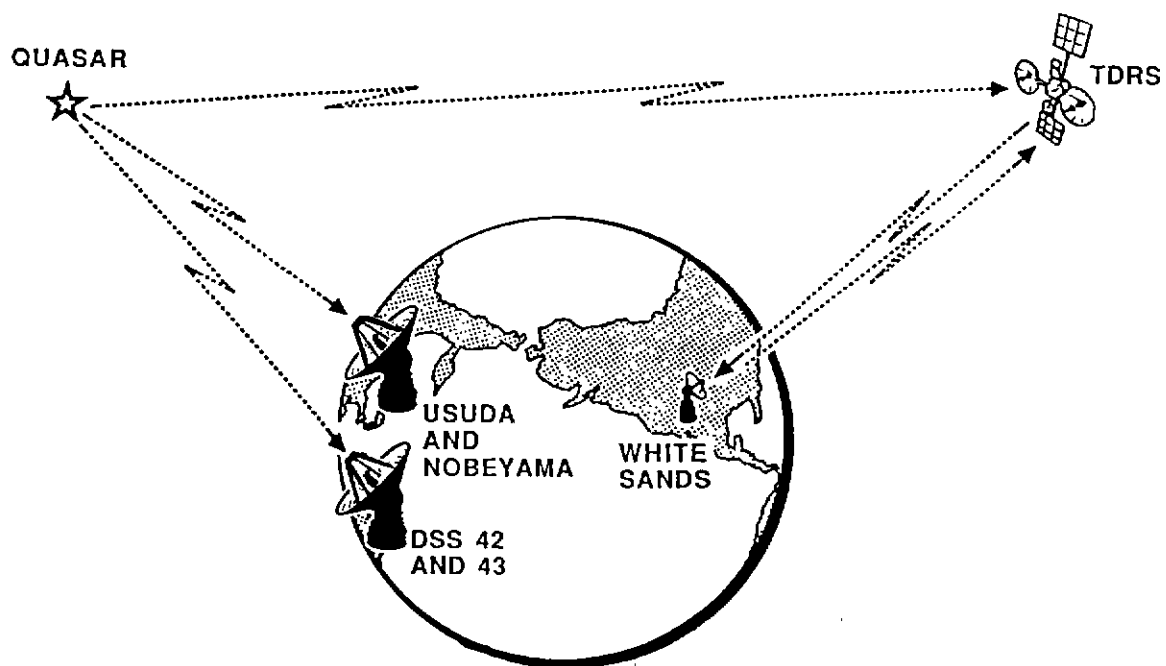 QUASAR
TDRS
USUDA
AND
NOBEYAMA
WHITE
SANDS
DSS 42
AND 43